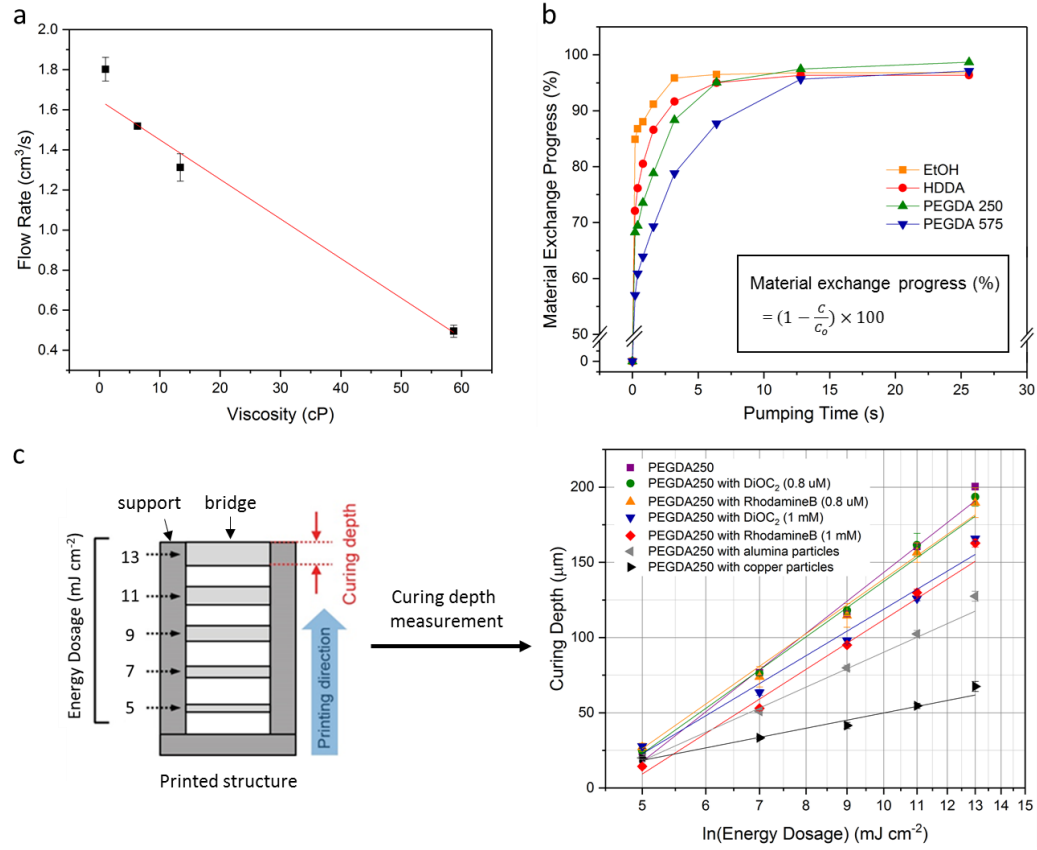 a
2.0
1.8
1.6
1.4
1.2
1.0
0.8
0.6
0.4
Flow Rate (cm³/s)
0
10
20
30
40
50
60
70
Viscosity (cP)
b
100
90
80
70
60
50
0
Material Exchange Progress (%)
EtOH
HDDA
PEGDA 250
PEGDA 575
Material exchange progress (%)
= (1 − C/Cₒ) × 100
0
5
10
15
20
25
30
Pumping Time (s)
c
support
bridge
Energy Dosage (mJ cm⁻²)
13
11
9
7
5
Curing depth
Printing direction
Printed structure
Curing depth
measurement
PEGDA250
PEGDA250 with DiOC₂ (0.8 uM)
PEGDA250 with RhodamineB (0.8 uM)
PEGDA250 with DiOC₂ (1 mM)
PEGDA250 with RhodamineB (1 mM)
PEGDA250 with alumina particles
PEGDA250 with copper particles
200
150
100
50
0
Curing Depth (μm)
5
6
7
8
9
10
11
12
13
14
15
ln(Energy Dosage) (mJ cm⁻²)